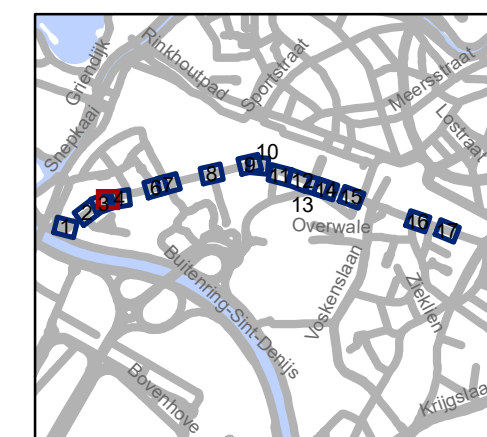 Griendijk
Rinkhoutpad
Sportstraat
Meersstraat
Lostraat
Snepkaai
1
2
3
4
6
7
8
9
10
11
12
14
15
13
16
17
Overwale
Voskenslaan
Buitenring-Sint-Denijs
Zieklien
Bovenhove
Krijgslaa